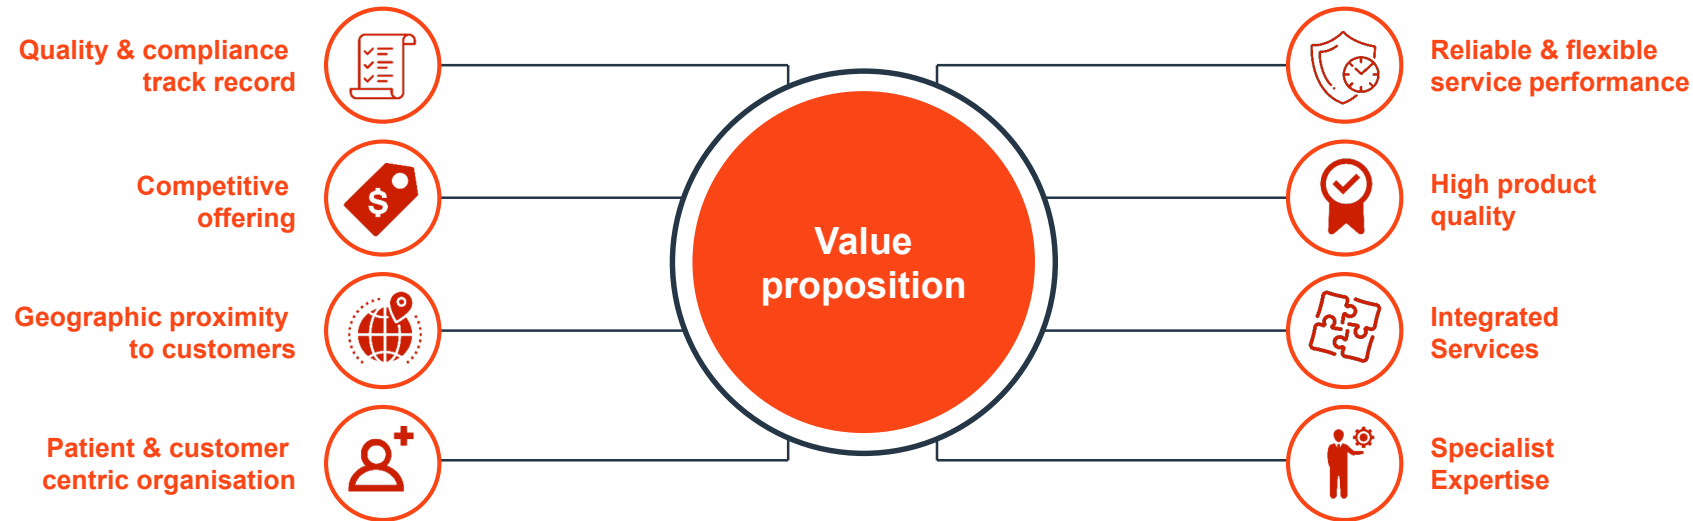 Quality & compliance
track record
Competitive
offering
Geographic proximity
to customers
Patient & customer
centric organisation
$
Value
proposition
Reliable & flexible
service performance
High product
quality
Integrated
Services
Specialist
Expertise